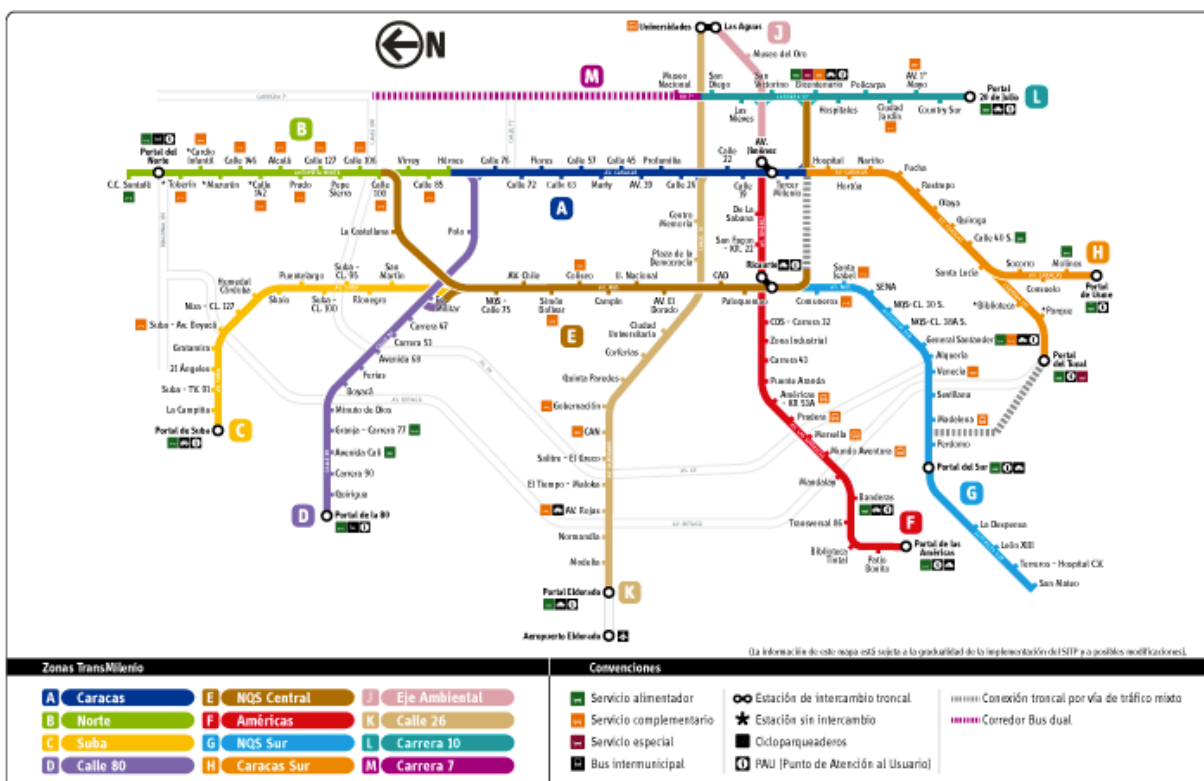 N
Universidades
Las Aguas
J
Museo del Oro
M
Museo
Nacional
San
Diego
San
Victorino
Bicentenario
Policarpa
AV. 1°
Mayo
Las
Nieves
Hospitales
Ciudad
Jardín
Country Sur
Portal
20 de Julio
L
CARRERA 7ª
B
Portal del
Norte
*Cardio
Infantil
Calle 146
Alcalá
Calle 127
Calle 106
Virrey
Héroes
Calle 76
Flores
Calle 57
Calle 45
Profamilia
Calle
22
AV.
Jiménez
Hospital
Nariño
C.C. Santafé
* Toberín
*Mazurén
*Calle
142
Prado
Pepe
Sierra
Calle
100
Calle 85
Calle 72
Calle 63
Marly
AV. 39
Calle 26
Calle
19
Tercer
Milenio
Hortúa
Fucha
Restrepo
Olaya
Quiroga
Calle 40 S.
A
La Castellana
Polo
Centro
Memoria
Plaza de la
Democracia
De La
Sabana
San Façon
- KR. 22
Ricaurte
Santa Lucía
Socorro
Molinos
Consuelo
H
Portal
de Usme
*Biblioteca
*Parque
Portal
del Tunal
Humedal
Córdoba
Puentelargo
Suba -
CL. 95
San
Martín
Shaio
Suba -
CL. 100
Rionegro
Niza - CL. 127
Suba - Av. Boyacá
Gratamira
21 Ángeles
Suba - TV. 91
La Campiña
Portal de Suba
C
AV. Chile
Coliseo
U. Nacional
CAD
NQS -
Calle 75
Simón
Bolívar
Campín
AV. El
Dorado
Paloquemao
Comuneros
Santa
Isabel
SENA
E
NQS-CL. 30 S.
NQS-CL. 38A S.
General Santander
Alquería
Venecia
Sevillana
Madelena
Perdomo
Portal del Sur
G
La Despensa
León XIII
Terreros - Hospital C.V.
San Mateo
Carrera 47
Carrera 53
Avenida 68
Ferias
Boyacá
Minuto de Dios
Granja - Carrera 77
Avenida Cali
Carrera 90
Quirigua
D
Portal de la 80
Ciudad
Universitaria
Corferias
Quinta Paredes
Gobernación
CAN
Salitre - El Greco
El Tiempo - Maloka
AV. Rojas
Normandía
Modelia
Portal Eldorado
K
Aeropuerto Eldorado
CDS - Carrera 32
Zona Industrial
Carrera 43
Puente Aranda
Américas
- KR 53A
Pradera
Marsella
Mundo Aventura
Mandalay
Banderas
Transversal 86
Biblioteca
Tintal
Patio
Bonito
F
Portal de las
Américas
(La información de este mapa está sujeta a la gradualidad de la implementación del SITP y a posibles modificaciones).
Zonas TransMilenio
A Caracas
B Norte
C Suba
D Calle 80
E NQS Central
F Américas
G NQS Sur
H Caracas Sur
J Eje Ambiental
K Calle 26
L Carrera 10
M Carrera 7
Convenciones
Servicio alimentador
Servicio complementario
Servicio especial
Bus intermunicipal
Estación de intercambio troncal
Estación sin intercambio
Cicloparqueaderos
PAU (Punto de Atención al Usuario)
Conexión troncal por vía de tráfico mixto
Corredor Bus dual